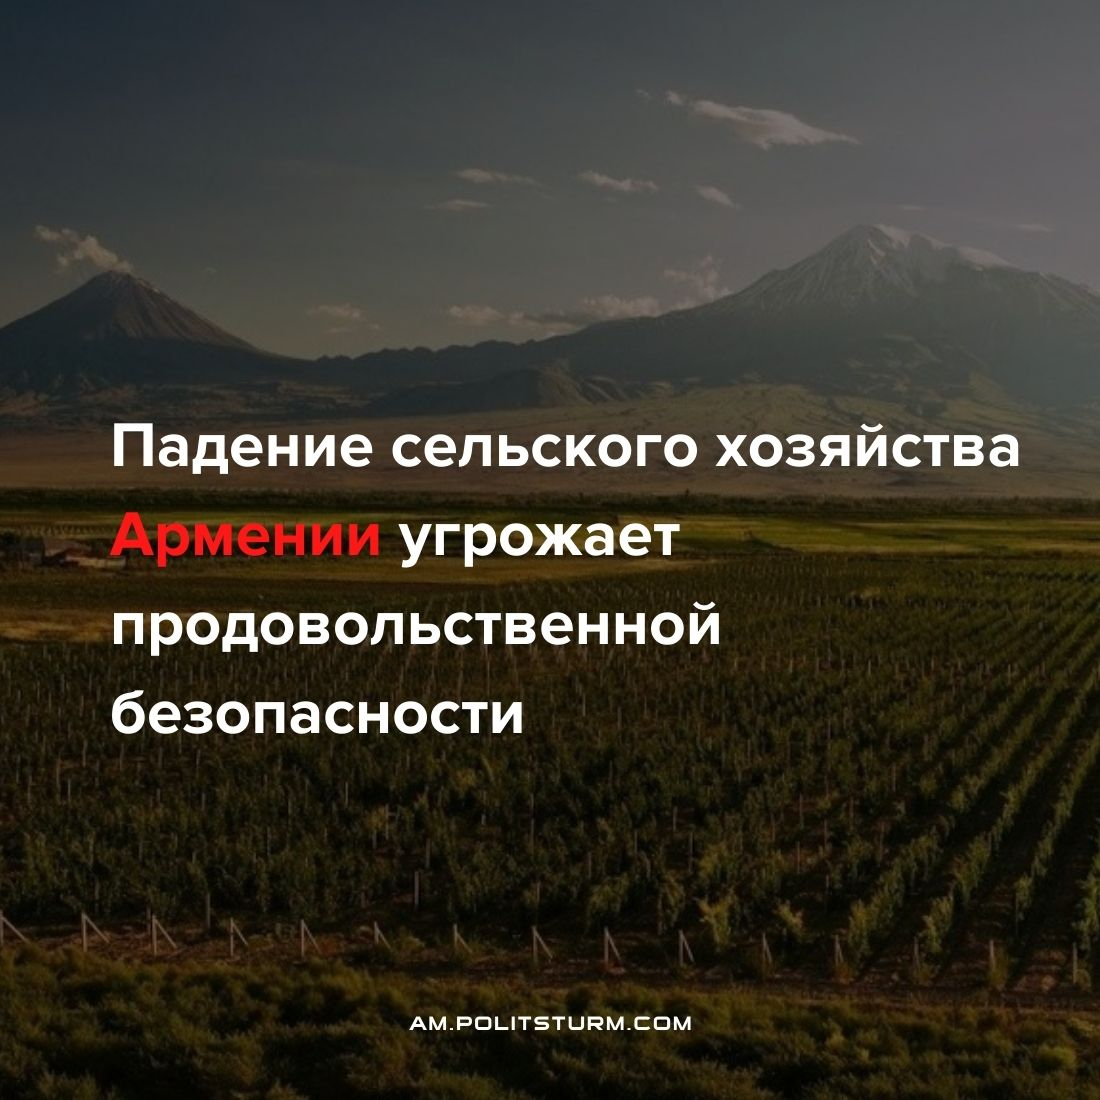 Падение сельского хозяйства
Армении угрожает
продовольственной
безопасности
AM.POLITSTURM.COM